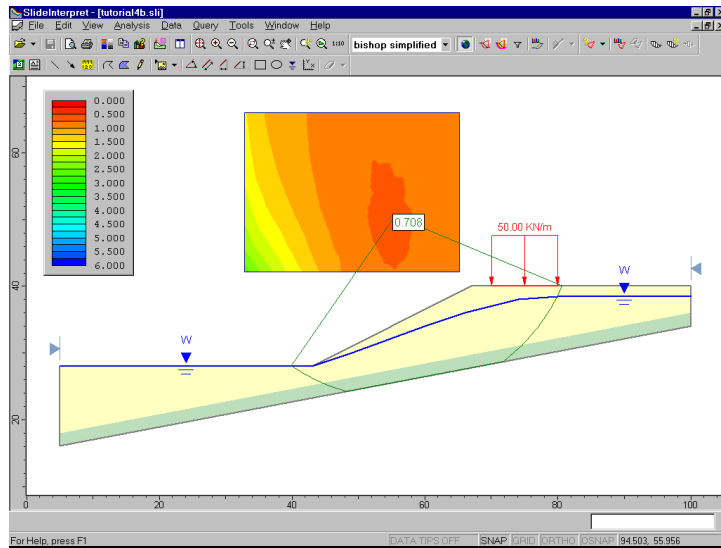 SlideInterpret - [tutorial4b.sli]
File Edit View Analysis Data Query Tools Window Help
1:10 bishop simplified
0.000
0.500
1.000
1.500
2.000
2.500
3.000
3.500
4.000
4.500
5.000
5.500
6.000
0.708
50.00 KN/m
W
W
60
40
20
0 20 40 60 80 100
For Help, press F1 DATA TIPS OFF SNAP GRID ORTHO OSNAP 94.503, 55.956